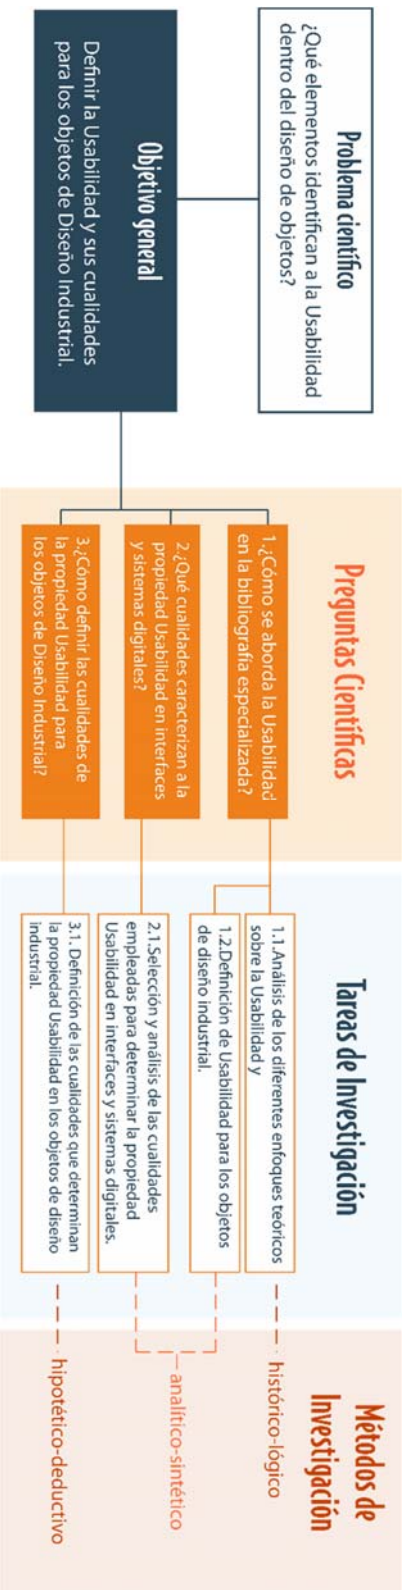 Problema científico
¿Qué elementos identifican a la Usabilidad
dentro del diseño de objetos?
Objetivo general
Definir la Usabilidad y sus cualidades
para los objetos de Diseño Industrial.
Preguntas Científicas
1.¿Cómo se aborda la Usabilidad
en la bibliografía especializada?
2.¿Qué cualidades caracterizan a la
propiedad Usabilidad en interfaces
y sistemas digitales?
3.¿Cómo definir las cualidades de
la propiedad Usabilidad para
los objetos de Diseño Industrial?
Tareas de Investigación
1.1.Análisis de los diferentes enfoques teóricos
sobre la Usabilidad y
1.2.Definición de Usabilidad para los objetos
de diseño industrial.
2.1.Selección y análisis de las cualidades
empleadas para determinar la propiedad
Usabilidad en interfaces y sistemas digitales.
3.1. Definición de las cualidades que determinan
la propiedad Usabilidad en los objetos de diseño
industrial.
Métodos de
Investigación
histórico-lógico
analítico-sintético
hipotético-deductivo